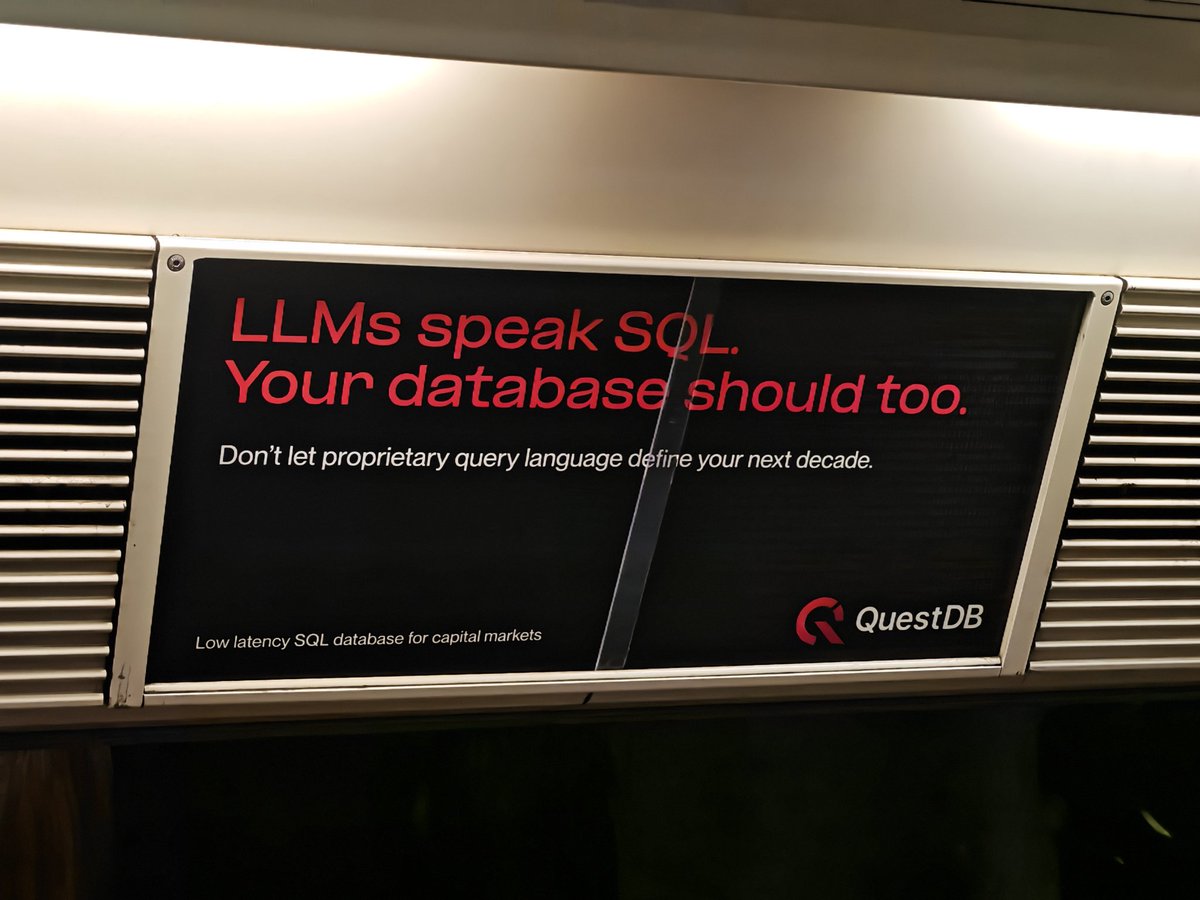 LLMs speak SQL.
Your database should too.
Don't let proprietary query language define your next decade.
Low latency SQL database for capital markets
QuestDB